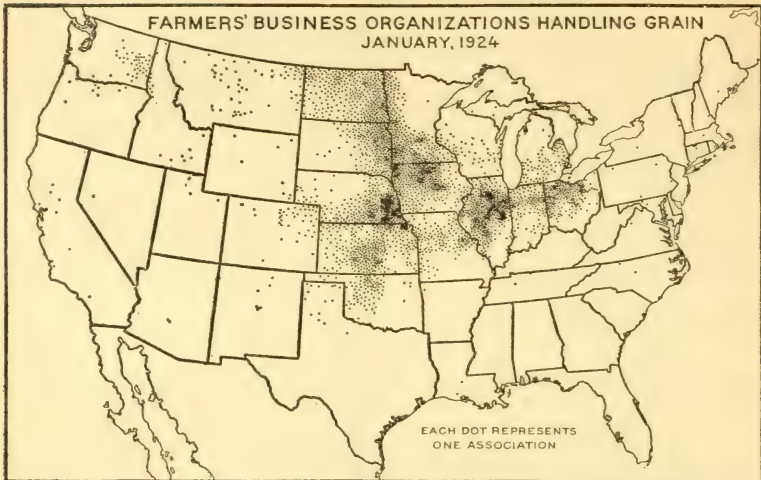 FARMERS' BUSINESS ORGANIZATIONS HANDLING GRAIN
JANUARY, 1924
EACH DOT REPRESENTS
ONE ASSOCIATION